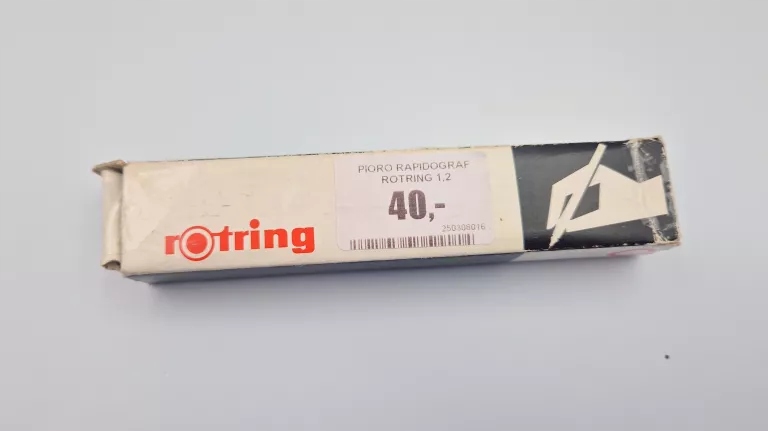 rotring
PIORO RAPIDOGRAF
ROTRING 1,2
40,-
250308016